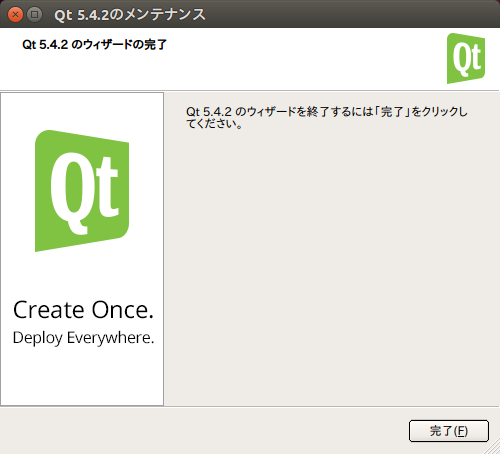 Qt 5.4.2のメンテナンス
Qt 5.4.2 のウィザードの完了
Qt
Qt 5.4.2 のウィザードを終了するには「完了」をクリックし
てください。
Qt
Create Once.
Deploy Everywhere.
完了(F)